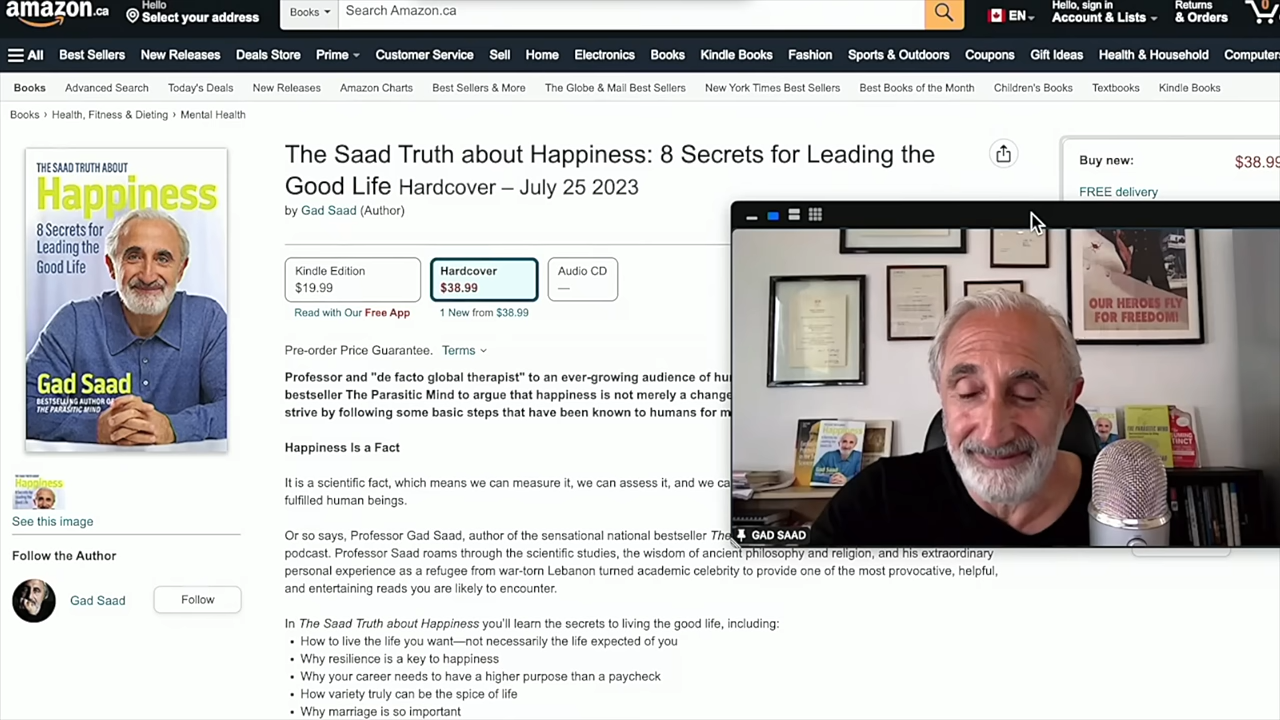 amazon.ca
Hello
Select your address
Books
Search Amazon.ca
EN
Hello, sign in
Account & Lists
Returns
& Orders
0
All Best Sellers New Releases Deals Store Prime Customer Service Sell Home Electronics Books Kindle Books Fashion Sports & Outdoors Coupons Gift Ideas Health & Household Computer
Books Advanced Search Today's Deals New Releases Amazon Charts Best Sellers & More The Globe & Mail Best Sellers New York Times Best Sellers Best Books of the Month Children's Books Textbooks Kindle Books
Books › Health, Fitness & Dieting › Mental Health
THE SAAD TRUTH ABOUT
Happiness
8 Secrets for
Leading the
Good Life
Gad Saad
BESTSELLING AUTHOR OF
THE PARASITIC MIND
See this image
Follow the Author
Gad Saad
Follow
The Saad Truth about Happiness: 8 Secrets for Leading the
Good Life Hardcover – July 25 2023
by Gad Saad (Author)
Kindle Edition
$19.99
Hardcover
$38.99
Audio CD
—
Read with Our Free App
1 New from $38.99
Pre-order Price Guarantee. Terms
Professor and "de facto global therapist" to an ever-growing audience of hu
bestseller The Parasitic Mind to argue that happiness is not merely a change
strive by following some basic steps that have been known to humans for m
Happiness Is a Fact
It is a scientific fact, which means we can measure it, we can assess it, and we ca
fulfilled human beings.
Or so says, Professor Gad Saad, author of the sensational national bestseller The
podcast. Professor Saad roams through the scientific studies, the wisdom of ancient philosophy and religion, and his extraordinary
personal experience as a refugee from war-torn Lebanon turned academic celebrity to provide one of the most provocative, helpful,
and entertaining reads you are likely to encounter.
In The Saad Truth about Happiness you'll learn the secrets to living the good life, including:
• How to live the life you want—not necessarily the life expected of you
• Why resilience is a key to happiness
• Why your career needs to have a higher purpose than a paycheck
• How variety truly can be the spice of life
• Why marriage is so important
Buy new:
$38.99
FREE delivery
OUR HEROES FLY
FOR FREEDOM!
Happiness
Gad Saad
THE PARASITIC MIND
GAD SAAD